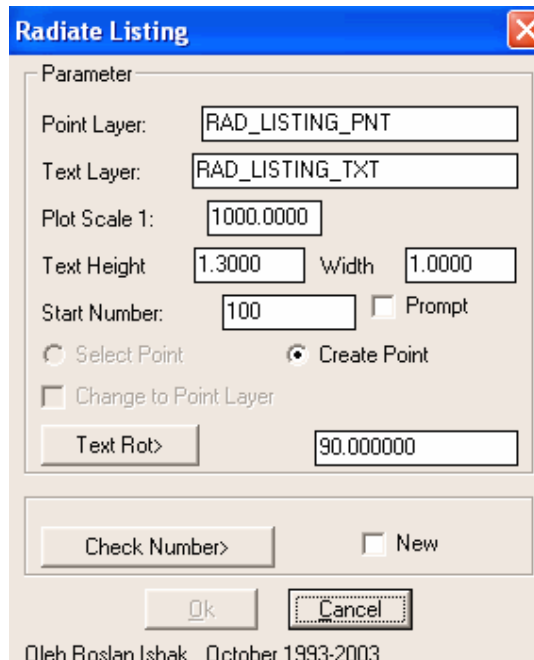 Radiate Listing
Parameter
Point Layer: RAD_LISTING_PNT
Text Layer: RAD_LISTING_TXT
Plot Scale 1: 1000.0000
Text Height 1.3000 Width 1.0000
Start Number: 100 Prompt
Select Point Create Point
Change to Point Layer
Text Rot> 90.000000
Check Number> New
Ok Cancel
Oleh Roslan Ishak October 1993-2003